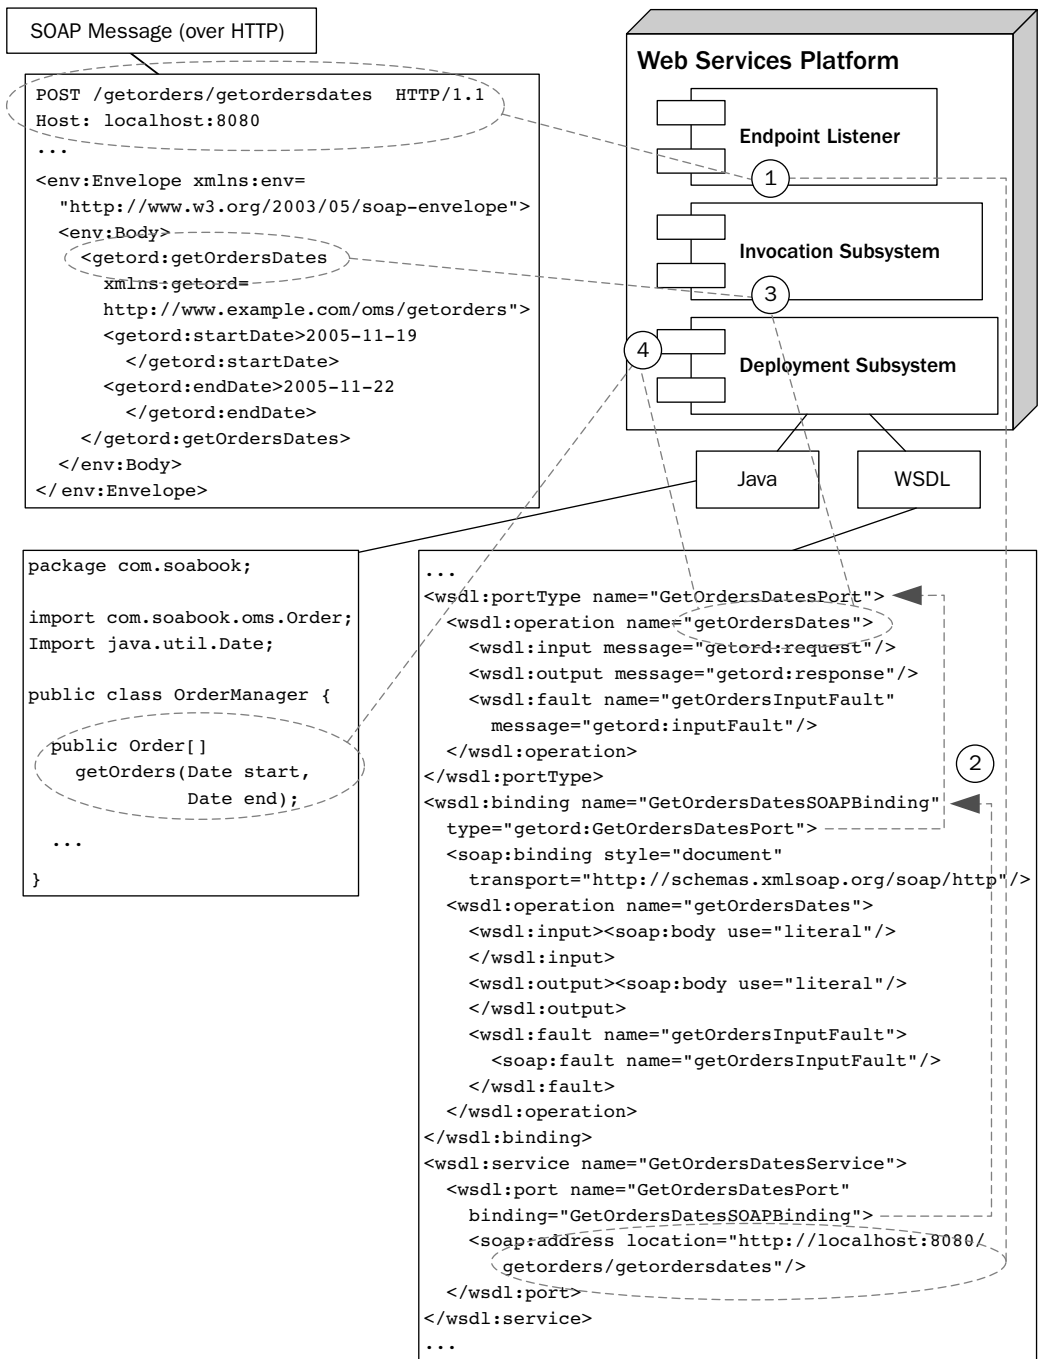 SOAP Message (over HTTP)
POST /getorders/getordersdates  HTTP/1.1
Host: localhost:8080
...
<env:Envelope xmlns:env=
"http://www.w3.org/2003/05/soap-envelope">
<env:Body>
<getord:getOrdersDates
xmlns:getord=
http://www.example.com/oms/getorders">
<getord:startDate>2005-11-19
</getord:startDate>
<getord:endDate>2005-11-22
</getord:endDate>
</getord:getOrdersDates>
</env:Body>
</env:Envelope>
Web Services Platform
Endpoint Listener
1
Invocation Subsystem
3
4
Deployment Subsystem
Java
WSDL
package com.soabook;
import com.soabook.oms.Order;
Import java.util.Date;
public class OrderManager {
public Order[]
getOrders(Date start,
Date end);
...
}
...
<wsdl:portType name="GetOrdersDatesPort">
<wsdl:operation name="getOrdersDates">
<wsdl:input message="getord:request"/>
<wsdl:output message="getord:response"/>
<wsdl:fault name="getOrdersInputFault"
message="getord:inputFault"/>
</wsdl:operation>
</wsdl:portType>
2
<wsdl:binding name="GetOrdersDatesSOAPBinding"
type="getord:GetOrdersDatesPort">
<soap:binding style="document"
transport="http://schemas.xmlsoap.org/soap/http"/>
<wsdl:operation name="getOrdersDates">
<wsdl:input><soap:body use="literal"/>
</wsdl:input>
<wsdl:output><soap:body use="literal"/>
</wsdl:output>
<wsdl:fault name="getOrdersInputFault">
<soap:fault name="getOrdersInputFault"/>
</wsdl:fault>
</wsdl:operation>
</wsdl:binding>
<wsdl:service name="GetOrdersDatesService">
<wsdl:port name="GetOrdersDatesPort"
binding="GetOrdersDatesSOAPBinding">
<soap:address location="http://localhost:8080/
getorders/getordersdates"/>
</wsdl:port>
</wsdl:service>
...